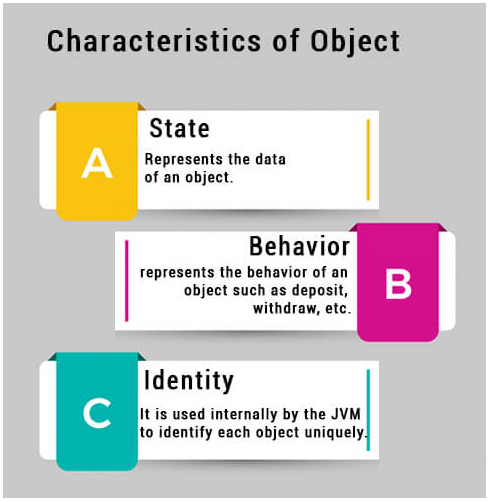 Characteristics of Object
A
State
Represents the data
of an object.
Behavior
represents the behavior of an
object such as deposit,
withdraw, etc.
B
C
Identity
It is used internally by the JVM
to identify each object uniquely.